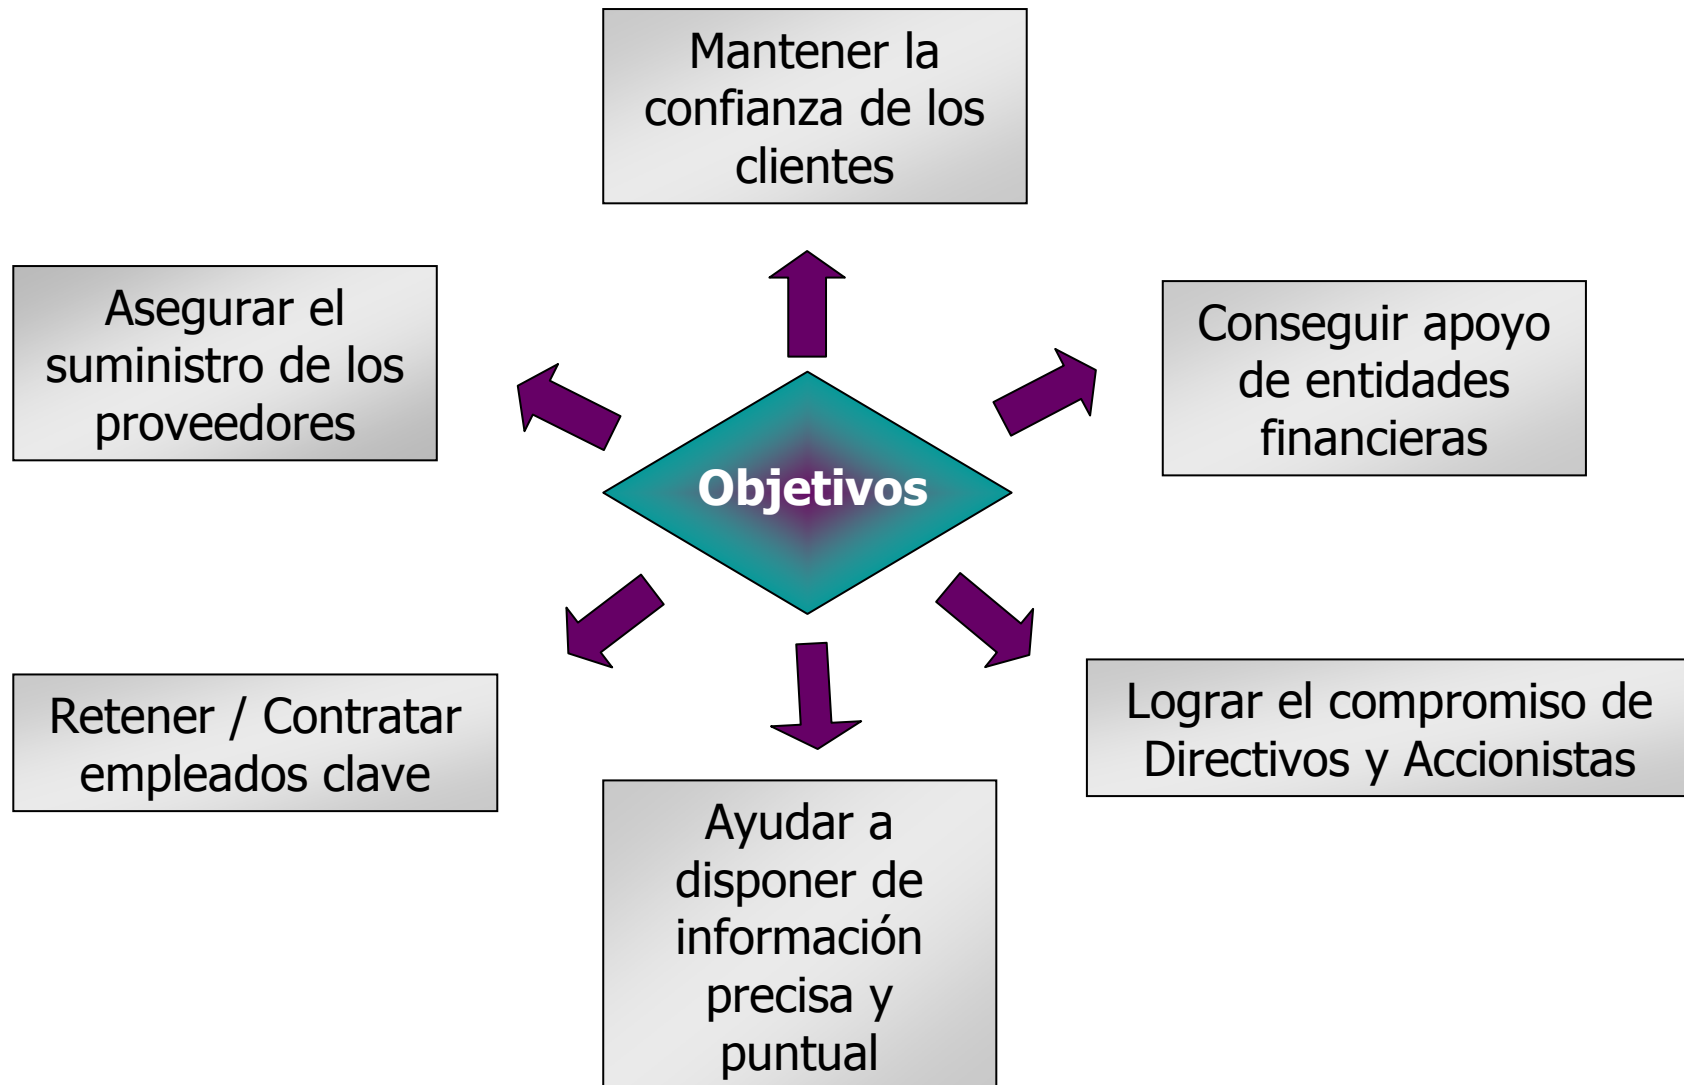 Mantener la
confianza de los
clientes
Asegurar el
suministro de los
proveedores
Conseguir apoyo
de entidades
financieras
Objetivos
Retener / Contratar
empleados clave
Lograr el compromiso de
Directivos y Accionistas
Ayudar a
disponer de
información
precisa y
puntual